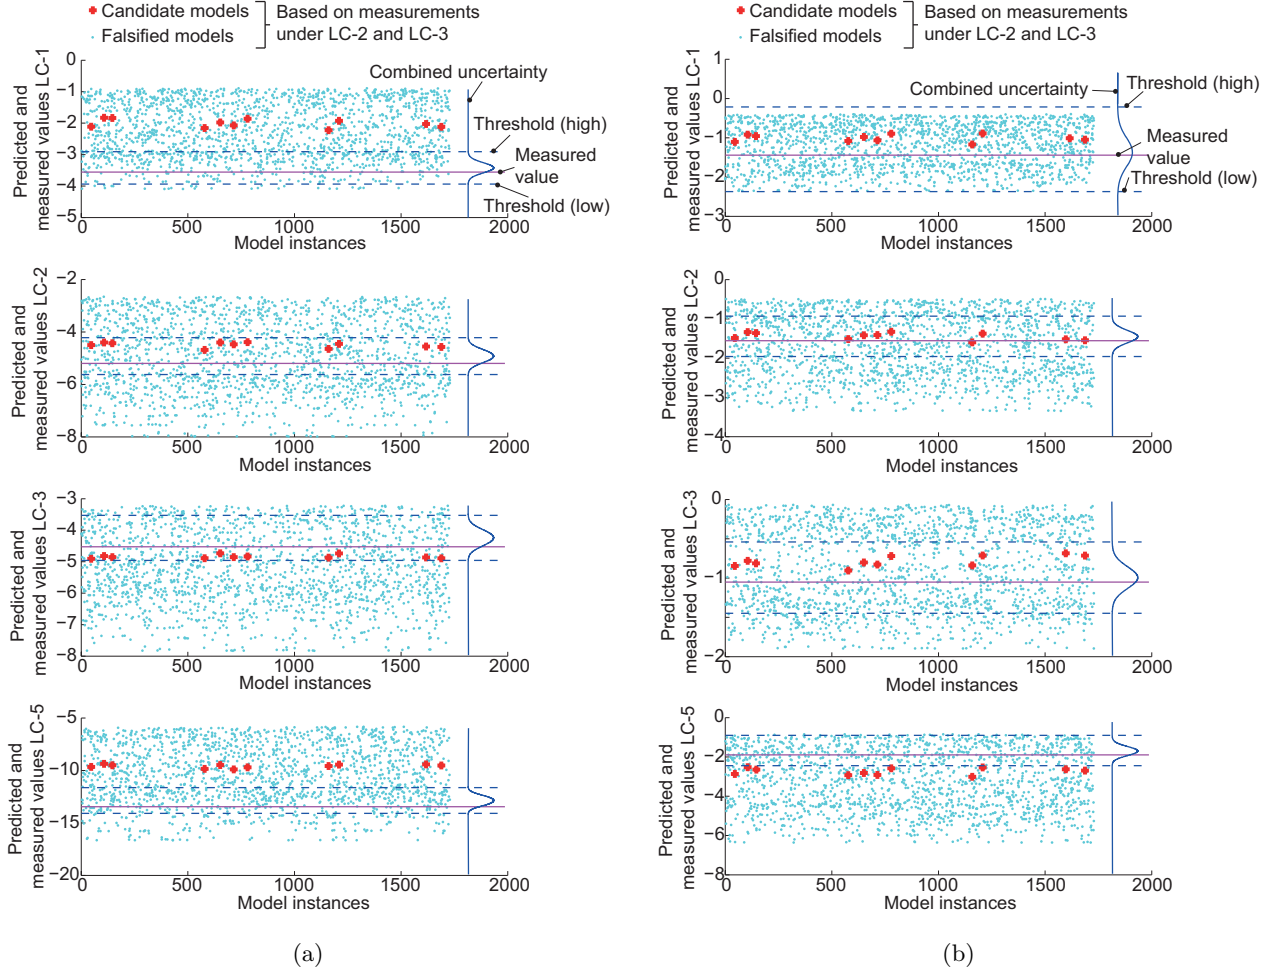 Candidate models
Falsified models
Based on measurements
under LC-2 and LC-3
Predicted and
measured values LC-1
0
−1
−2
−3
−4
−5
Combined uncertainty
Threshold (high)
Measured
value
Threshold (low)
0
500
1000
1500
2000
Model instances
Predicted and
measured values LC-2
−2
−4
−6
−8
0
500
1000
1500
2000
Model instances
Predicted and
measured values LC-3
−3
−4
−5
−6
−7
−8
0
500
1000
1500
2000
Model instances
Predicted and
measured values LC-5
−5
−10
−15
−20
0
500
1000
1500
2000
Model instances
(a)
Candidate models
Falsified models
Based on measurements
under LC-2 and LC-3
Predicted and
measured values LC-1
1
0
−1
−2
−3
Combined uncertainty
Threshold (high)
Measured
value
Threshold (low)
0
500
1000
1500
2000
Model instances
Predicted and
measured values LC-2
0
−1
−2
−3
−4
0
500
1000
1500
2000
Model instances
Predicted and
measured values LC-3
0
−1
−2
0
500
1000
1500
2000
Model instances
Predicted and
measured values LC-5
0
−2
−4
−6
−8
0
500
1000
1500
2000
Model instances
(b)